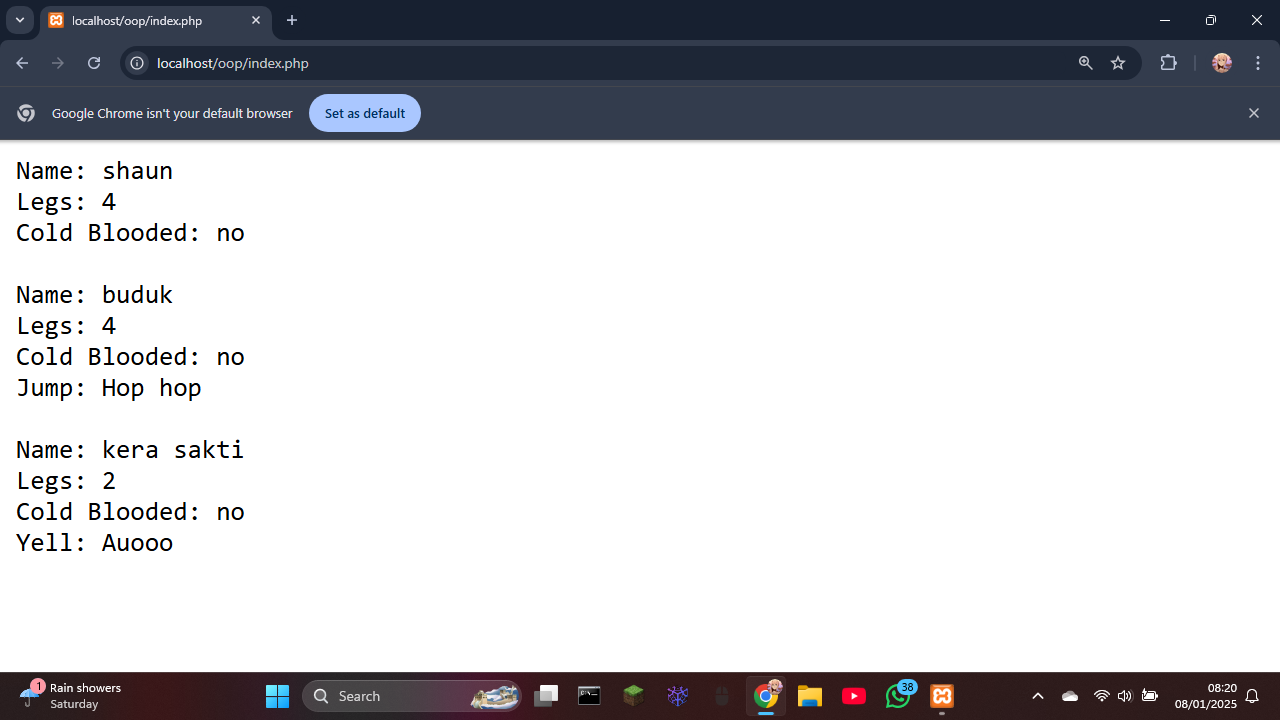 localhost/oop/index.php
localhost/oop/index.php
Google Chrome isn't your default browser
Set as default
Name: shaun
Legs: 4
Cold Blooded: no
Name: buduk
Legs: 4
Cold Blooded: no
Jump: Hop hop
Name: kera sakti
Legs: 2
Cold Blooded: no
Yell: Auooo
1
Rain showers
Saturday
Search
38
08:20
08/01/2025